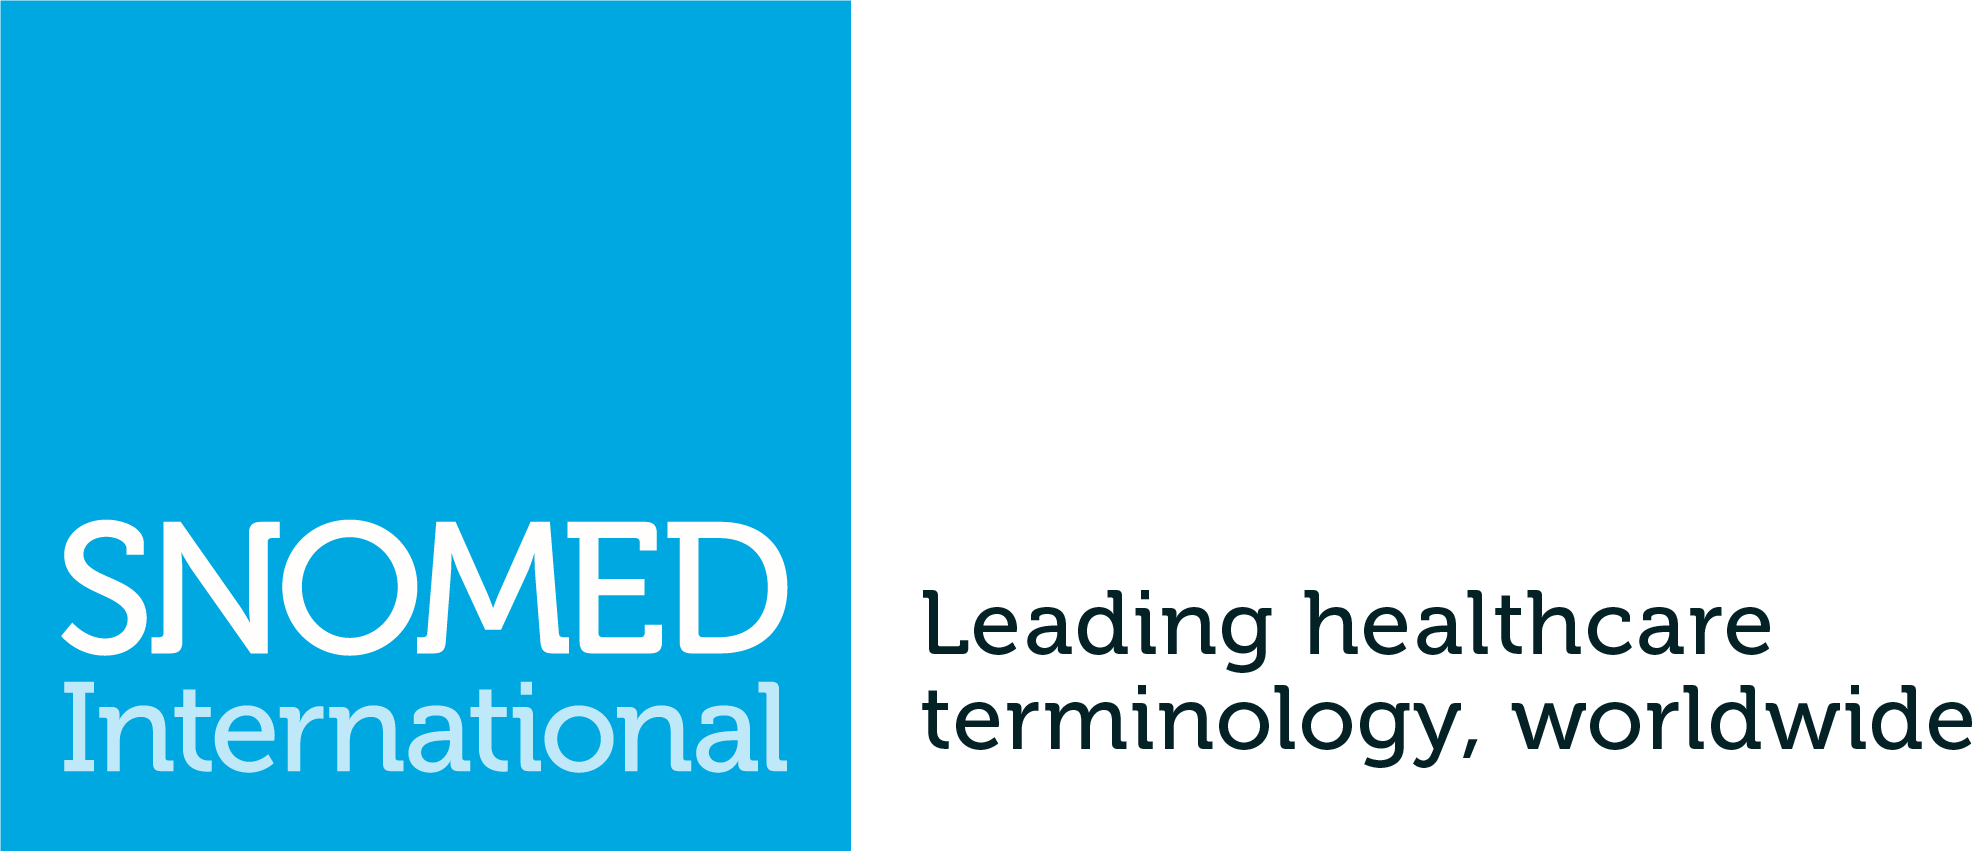 SNOMED
International
Leading healthcare
terminology, worldwide